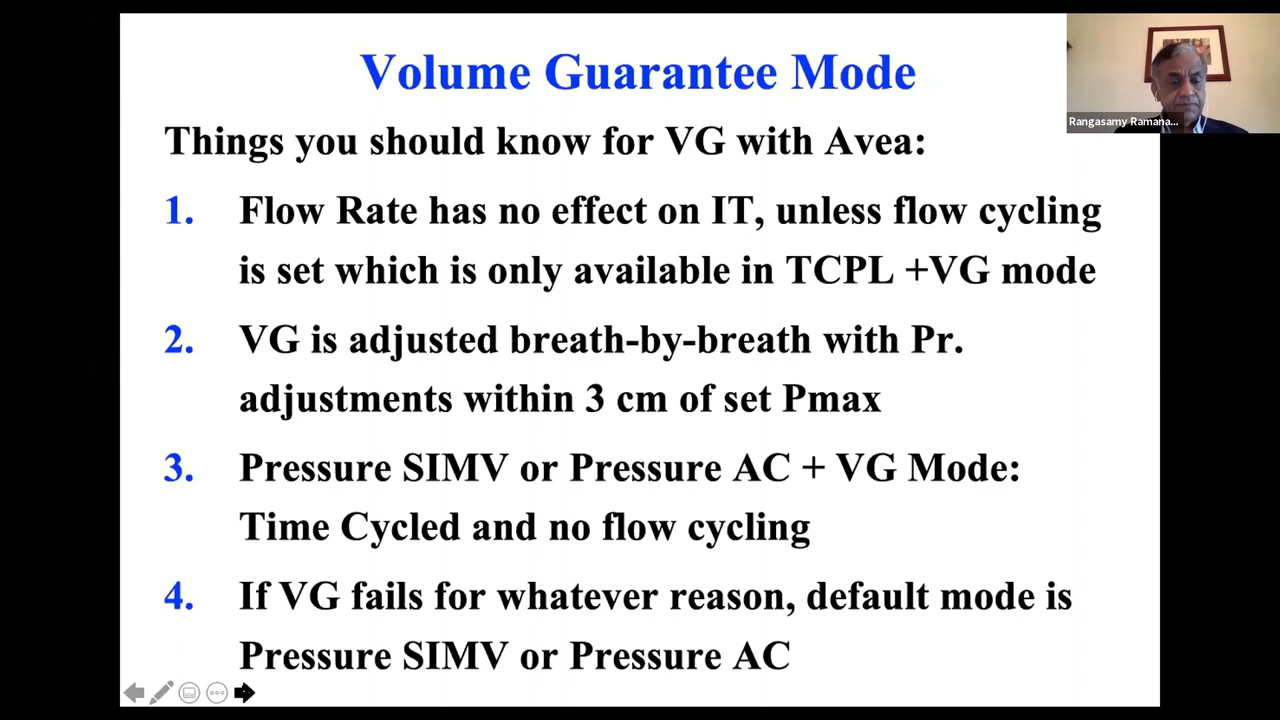 Volume Guarantee Mode
Rangasamy Ramana...
Things you should know for VG with Avea:
1. Flow Rate has no effect on IT, unless flow cycling
is set which is only available in TCPL +VG mode
2. VG is adjusted breath-by-breath with Pr.
adjustments within 3 cm of set Pmax
3. Pressure SIMV or Pressure AC + VG Mode:
Time Cycled and no flow cycling
4. If VG fails for whatever reason, default mode is
Pressure SIMV or Pressure AC